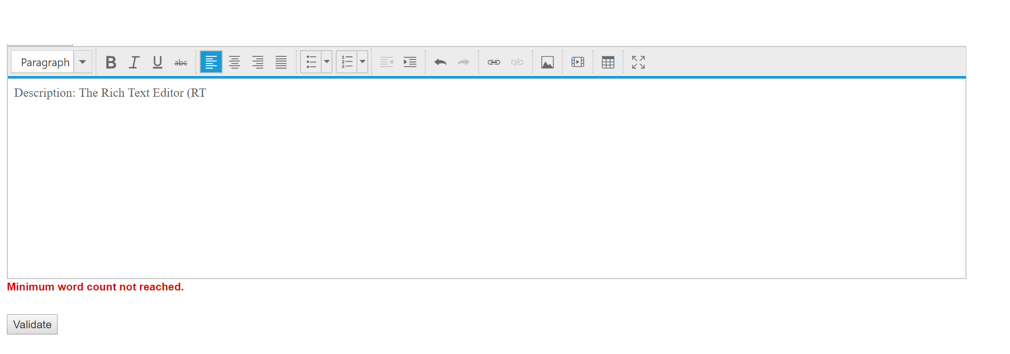 Paragraph B I U abc
Description: The Rich Text Editor (RT
Minimum word count not reached.
Validate